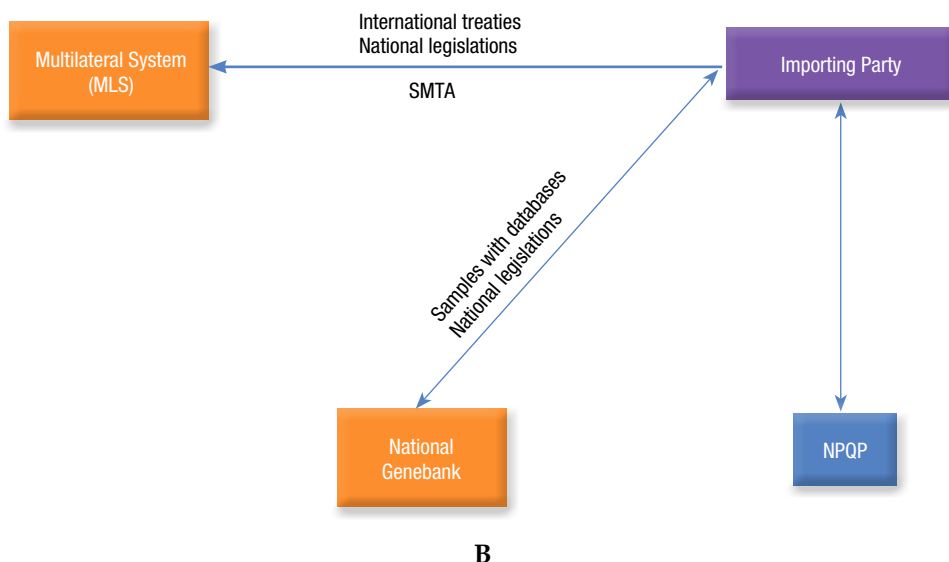 International treaties
National legislations
Multilateral System
(MLS)
Importing Party
SMTA
Samples with databases
National legislations
National
Genebank
NPQP
B